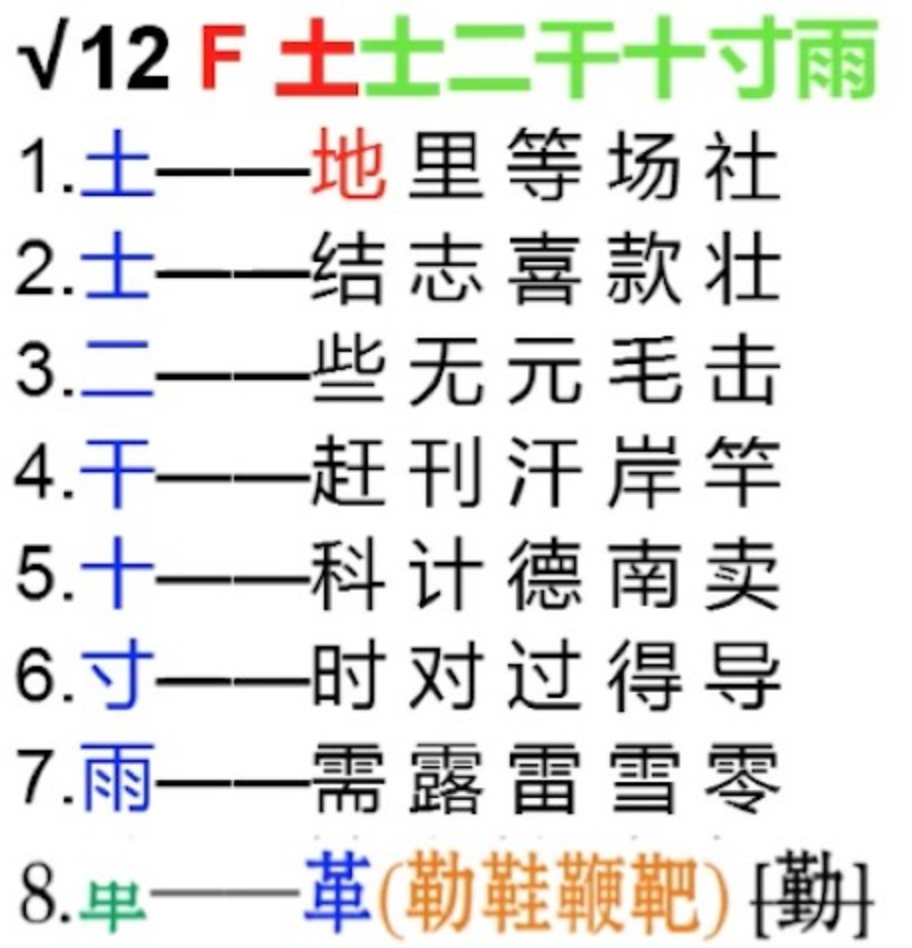 √12 F 土士二干十寸雨
1.土——地 里 等 场 社
2.士——结 志 喜 款 壮
3.二——些 无 元 毛 击
4.干——赶 刊 汗 岸 竿
5.十——科 计 德 南 卖
6.寸——时 对 过 得 导
7.雨——需 露 雷 雪 零
8.——革(勒鞋鞭靶) [勤]